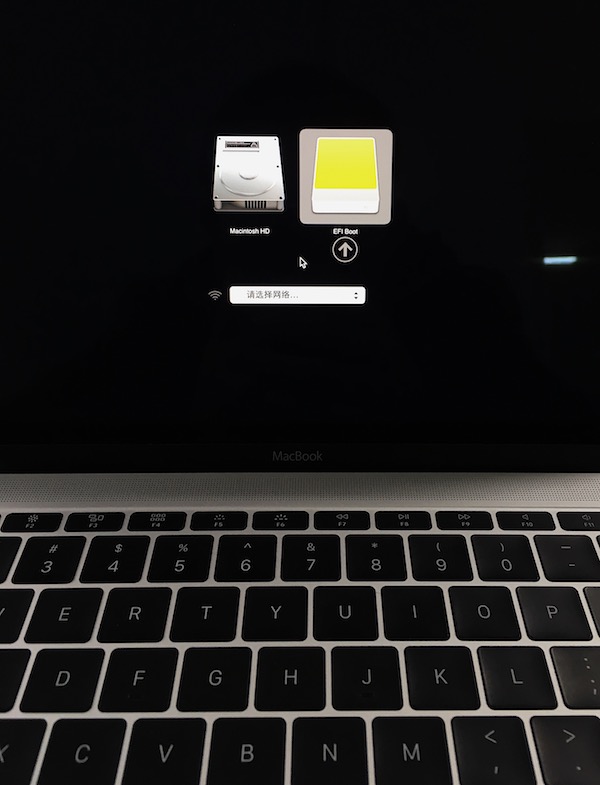 Macintosh HD
EFI Boot
请选择网络...
MacBook
F2 F3 F4 F5 F6 F7 F8 F9 F10 F11
# $ % ^ & * ( ) —
3 4 5 6 7 8 9 0 -
E R T Y U I O P
D F G H J K L :
;
X C V B N M < >
, .